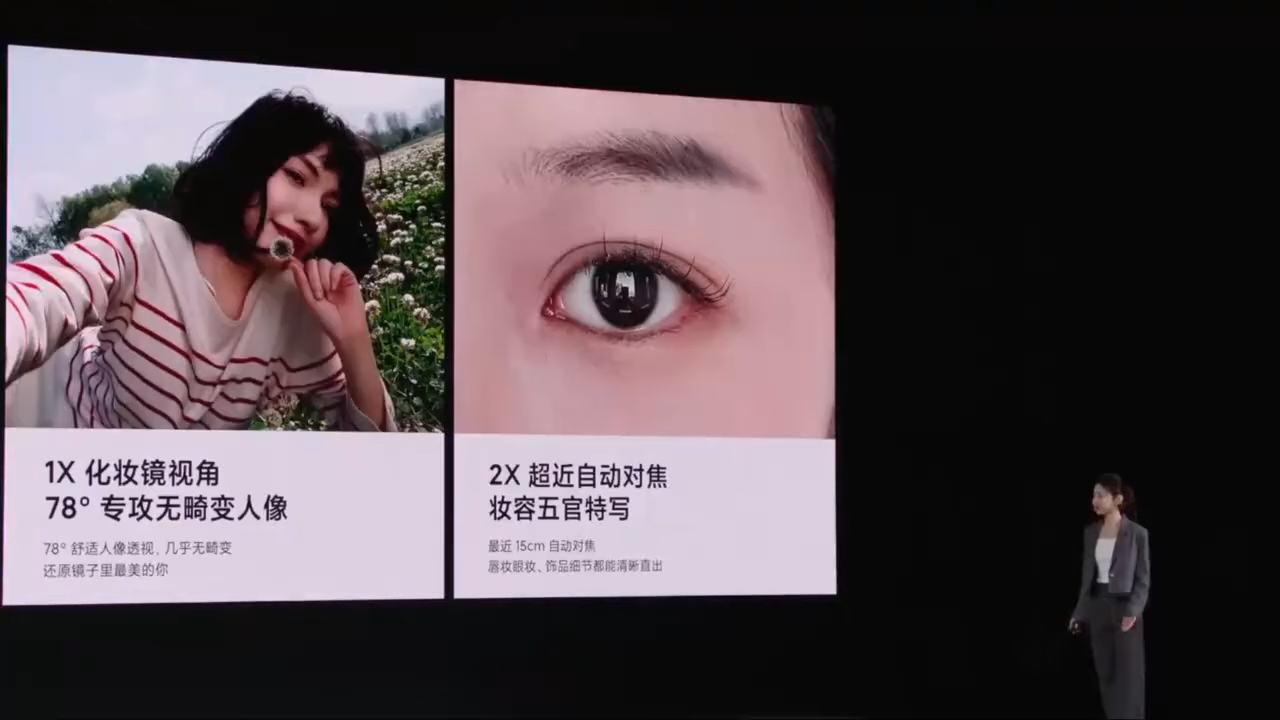 1X 化妆镜视角
78° 专攻无畸变人像
78° 舒适人像透视，几乎无畸变
还原镜子里最美的你
2X 超近自动对焦
妆容五官特写
最近 15cm 自动对焦
唇妆眼妆、饰品细节都能清晰直出